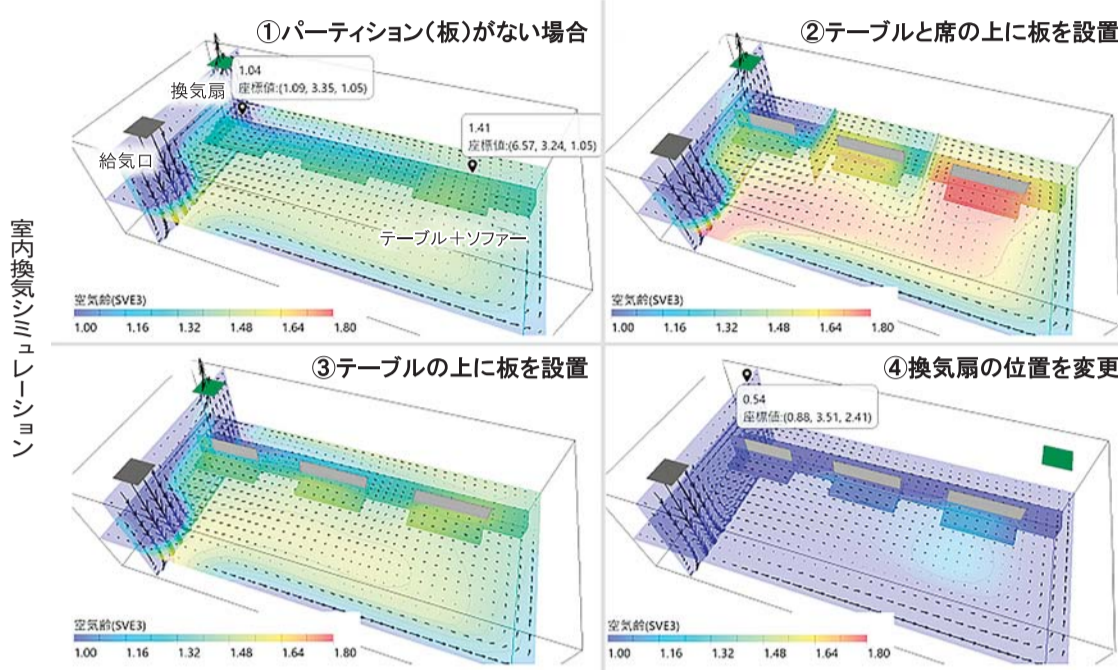 室内換気シミュレーション
①パーティション(板)がない場合
1.04
座標値:(1.09, 3.35, 1.05)
換気扇
1.41
座標値:(6.57, 3.24, 1.05)
給気口
テーブル+ソファー
空気齢(SVE3)
1.00 1.16 1.32 1.48 1.64 1.80
②テーブルと席の上に板を設置
空気齢(SVE3)
1.00 1.16 1.32 1.48 1.64 1.80
③テーブルの上に板を設置
空気齢(SVE3)
1.00 1.16 1.32 1.48 1.64 1.80
④換気扇の位置を変更
0.54
座標値:(0.88, 3.51, 2.41)
空気齢(SVE3)
1.00 1.16 1.32 1.48 1.64 1.80